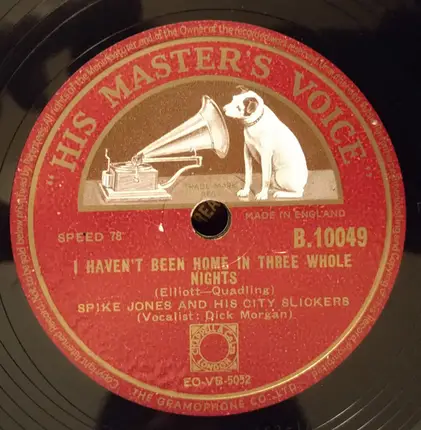 "HIS MASTER'S VOICE"
TRADE MARK
MADE IN ENGLAND
SPEED 78
B.10049
I HAVEN'T BEEN HOME IN THREE WHOLE
NIGHTS
(Elliott—Quadling)
SPIKE JONES AND HIS CITY SLICKERS
(Vocalist: Dick Morgan)
EO-VB-5052
THE GRAMOPHONE CO., LTD.